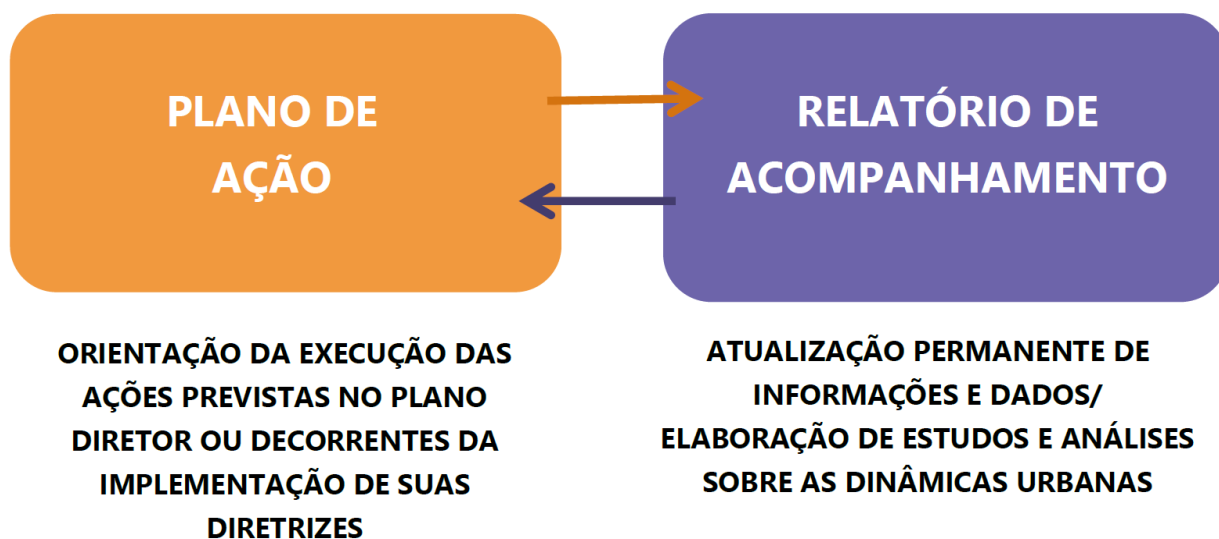 PLANO DE
AÇÃO
RELATÓRIO DE
ACOMPANHAMENTO
ORIENTAÇÃO DA EXECUÇÃO DAS
AÇÕES PREVISTAS NO PLANO
DIRETOR OU DECORRENTES DA
IMPLEMENTAÇÃO DE SUAS
DIRETRIZES
ATUALIZAÇÃO PERMANENTE DE
INFORMAÇÕES E DADOS/
ELABORAÇÃO DE ESTUDOS E ANÁLISES
SOBRE AS DINÂMICAS URBANAS